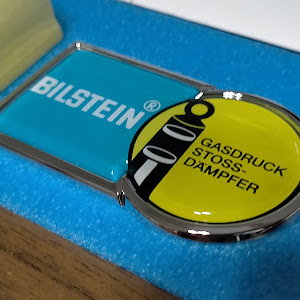 BILSTEIN®
GASDRUCK
STOSS-
DÄMPFER